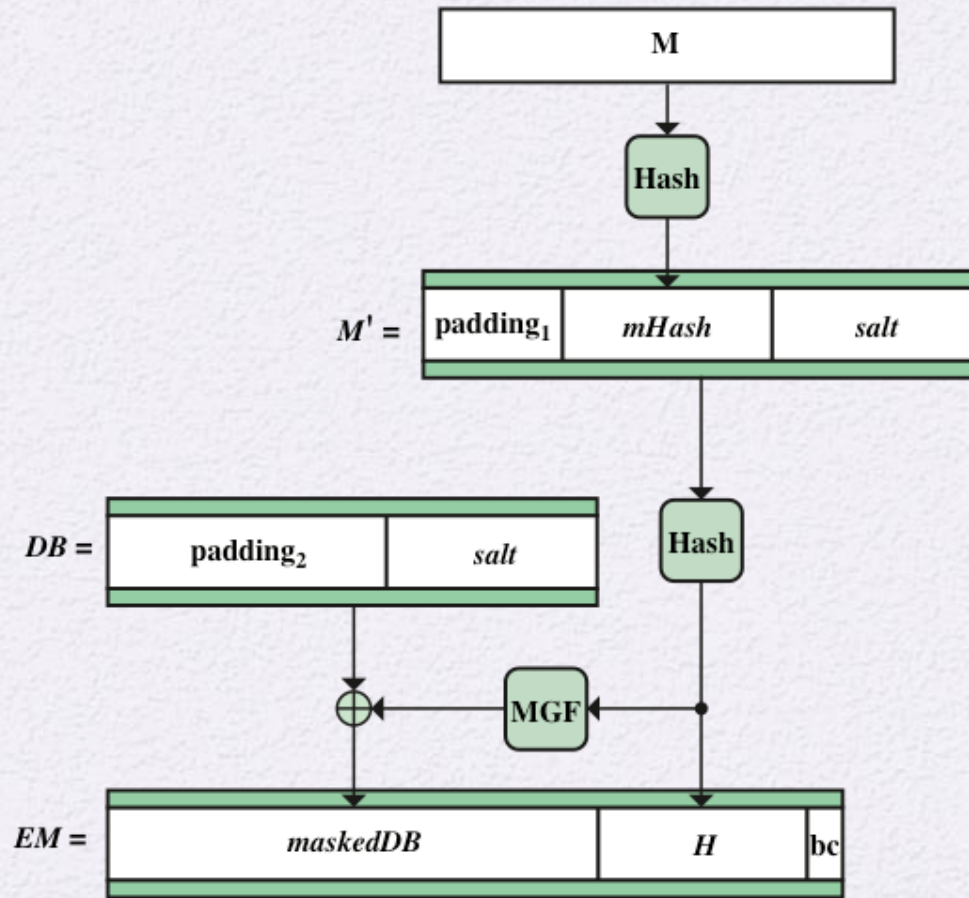 M
Hash
M' = padding₁ mHash salt
Hash
DB = padding₂ salt
MGF
EM = maskedDB H bc